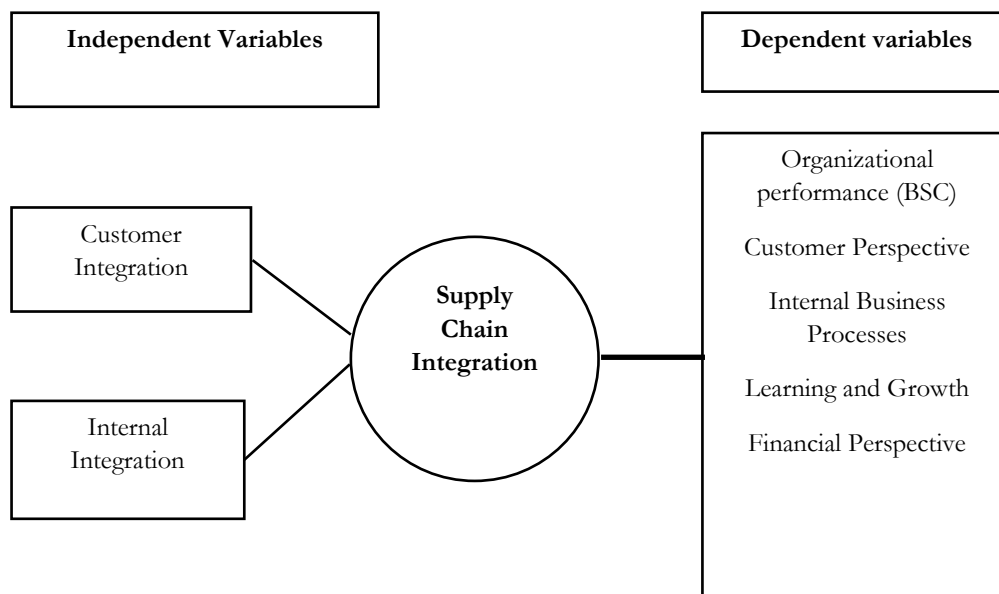 Independent Variables
Dependent variables
Customer
Integration
Internal
Integration
Supply
Chain
Integration
Organizational
performance (BSC)
Customer Perspective
Internal Business
Processes
Learning and Growth
Financial Perspective